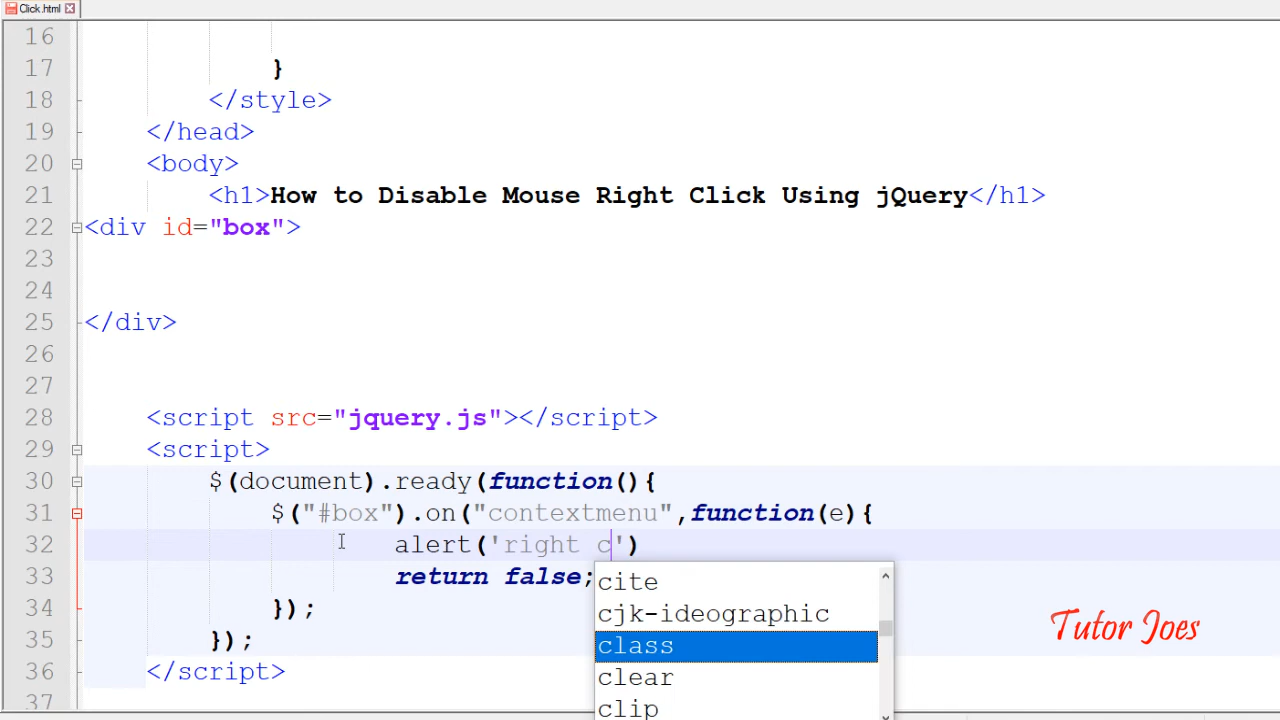 Click.html
16
17 }
18 </style>
19 </head>
20 <body>
21 <h1>How to Disable Mouse Right Click Using jQuery</h1>
22 <div id="box">
23
24
25 </div>
26
27
28 <script src="jquery.js"></script>
29 <script>
30 $(document).ready(function(){
31 $("#box").on("contextmenu",function(e){
32 alert('right c')
33 return false;
34 });
35 });
36 </script>
37
cite
cjk-ideographic
class
clear
clip
Tutor Joes